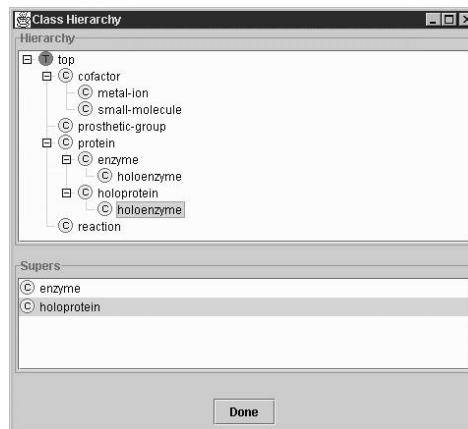 Class Hierarchy
Hierarchy
T top
C cofactor
C metal-ion
C small-molecule
C prosthetic-group
C protein
C enzyme
C holoenzyme
C holoprotein
C holoenzyme
C reaction
Supers
C enzyme
C holoprotein
Done